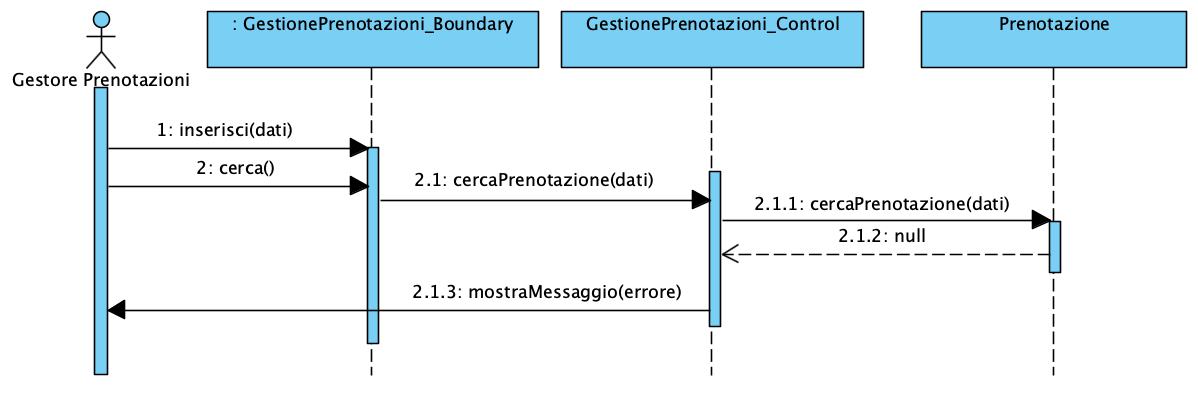 : GestionePrenotazioni_Boundary
GestionePrenotazioni_Control
Prenotazione
Gestore Prenotazioni
1: inserisci(dati)
2: cerca()
2.1: cercaPrenotazione(dati)
2.1.1: cercaPrenotazione(dati)
2.1.2: null
2.1.3: mostraMessaggio(errore)